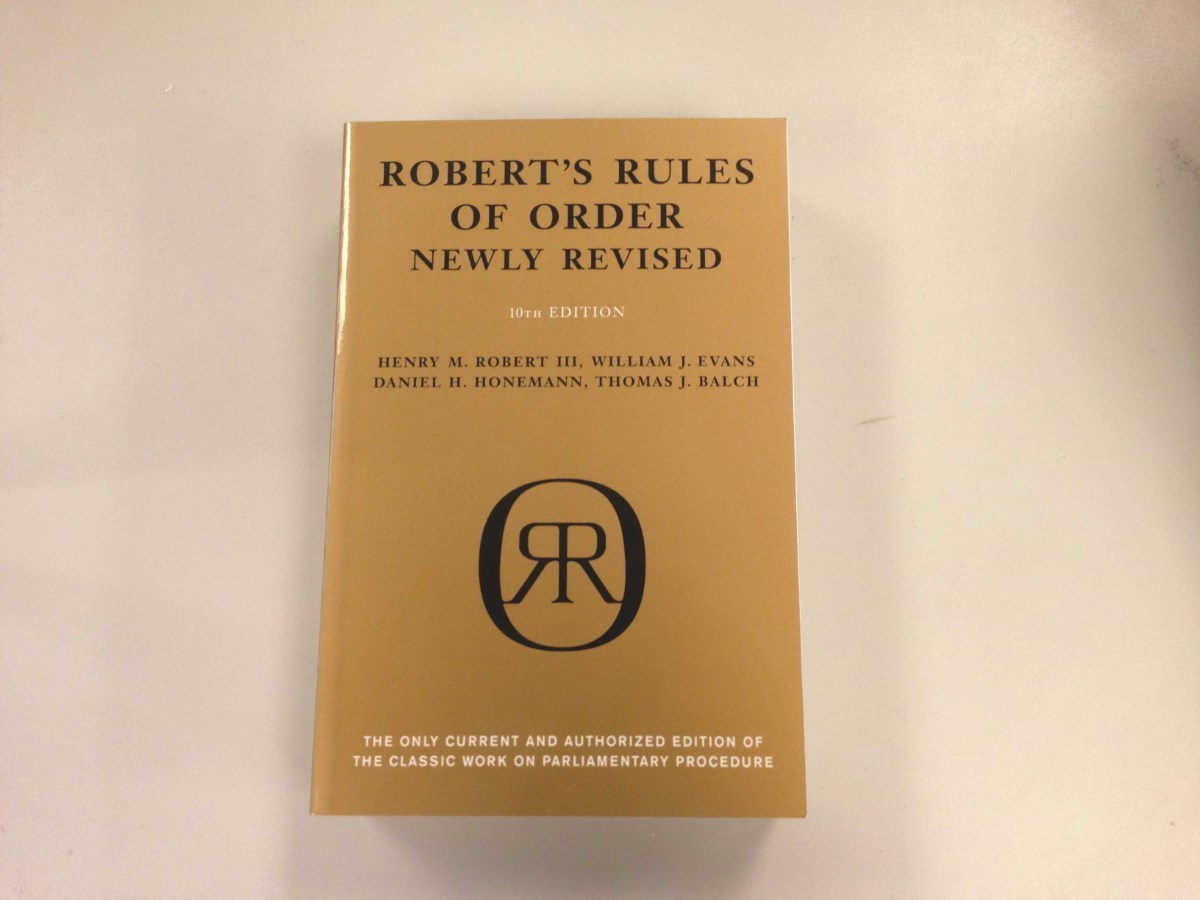 ROBERT'S RULES
OF ORDER
NEWLY REVISED
10TH EDITION
HENRY M. ROBERT III, WILLIAM J. EVANS
DANIEL H. HONEMANN, THOMAS J. BALCH
ORR
THE ONLY CURRENT AND AUTHORIZED EDITION OF
THE CLASSIC WORK ON PARLIAMENTARY PROCEDURE